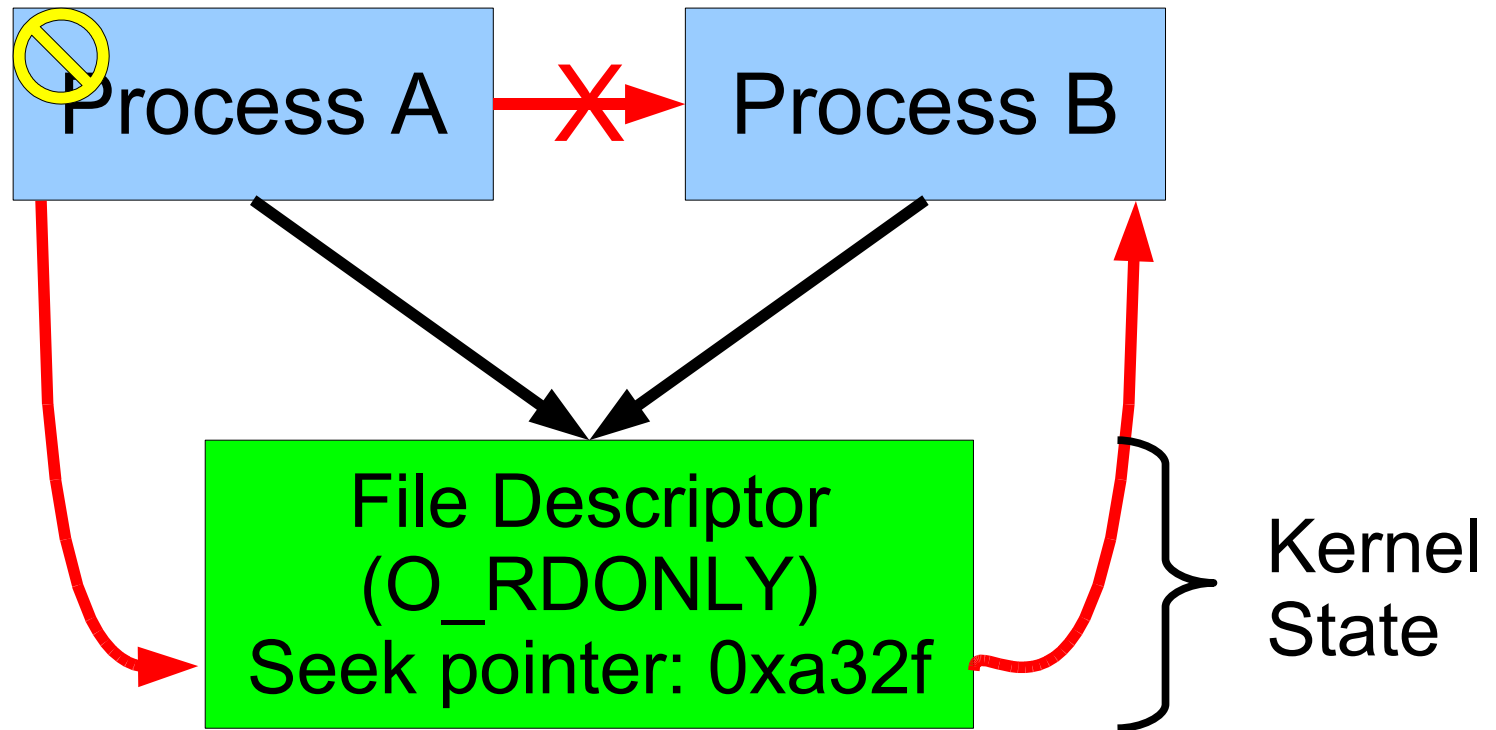 Process A
X
Process B
File Descriptor
(O_RDONLY)
Seek pointer: 0xa32f
Kernel
State